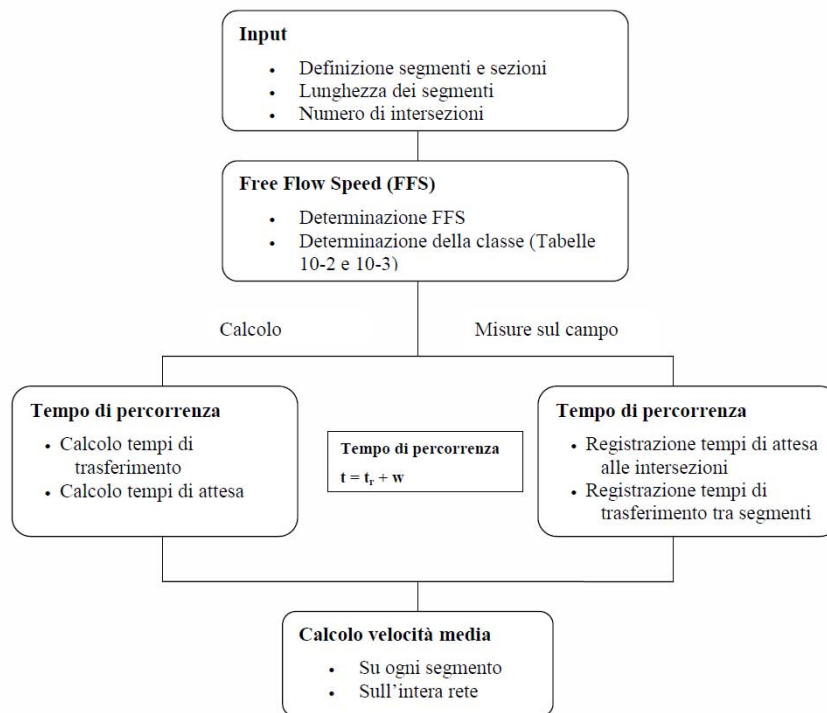 Input
• Definizione segmenti e sezioni
• Lunghezza dei segmenti
• Numero di intersezioni
Free Flow Speed (FFS)
• Determinazione FFS
• Determinazione della classe (Tabelle
10-2 e 10-3)
Calcolo
Misure sul campo
Tempo di percorrenza
• Calcolo tempi di
trasferimento
• Calcolo tempi di attesa
Tempo di percorrenza
t = tr + w
Tempo di percorrenza
• Registrazione tempi di attesa
alle intersezioni
• Registrazione tempi di
trasferimento tra segmenti
Calcolo velocità media
• Su ogni segmento
• Sull’intera rete